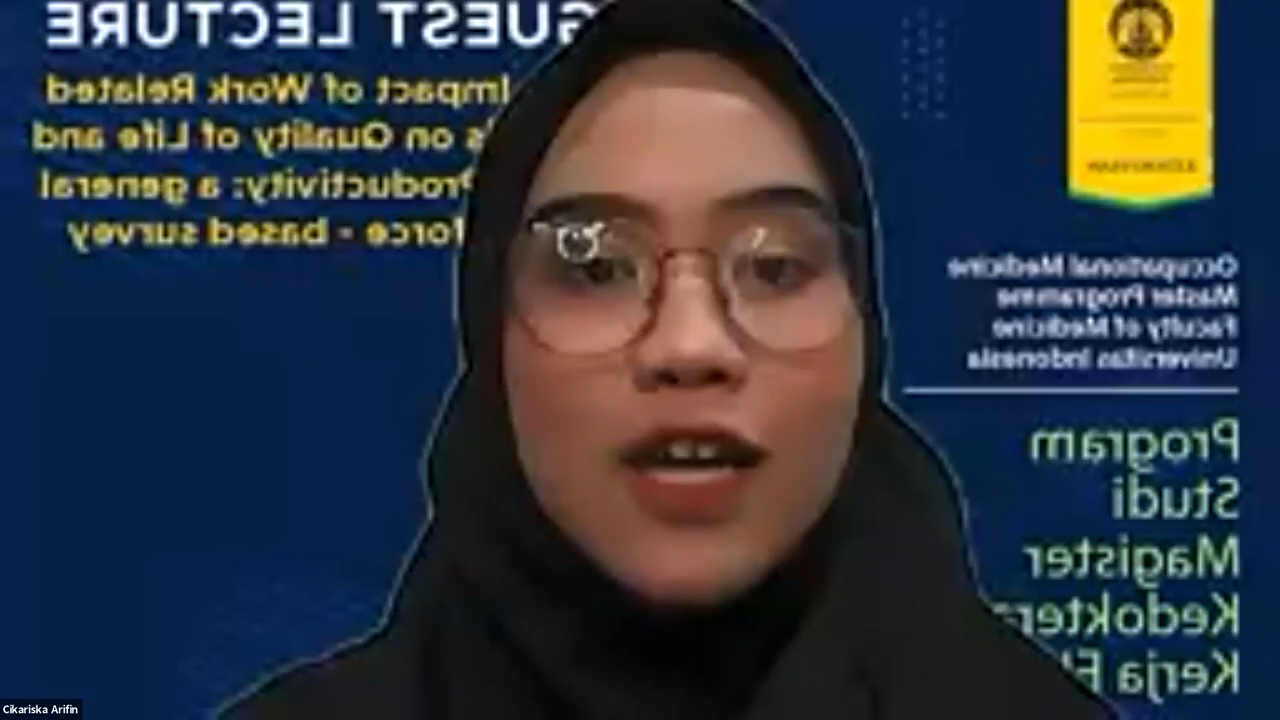 GUEST LECTURE
Impact of Work Related
on Quality of Life and
Productivity: a general
force - based survey
Occupational Medicine
Master Programme
Faculty of Medicine
Universitas Indonesia
Program
Studi
Magister
Kerja
Cikariska Arifin